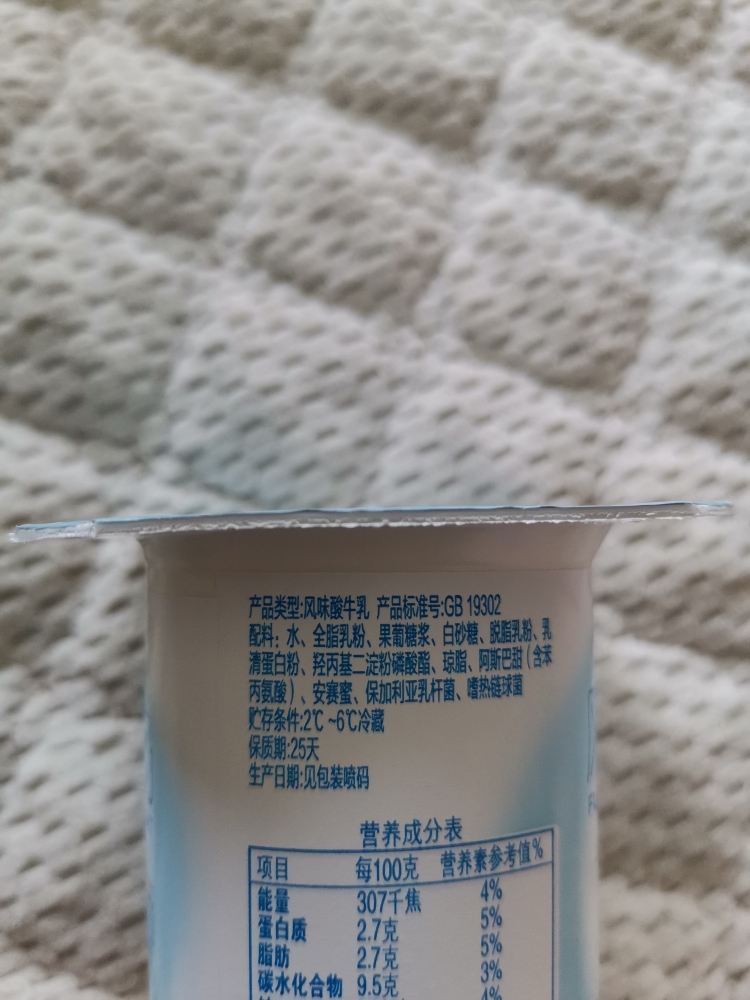 产品类型:风味酸牛乳 产品标准号:GB 19302
配料：水、全脂乳粉、果葡糖浆、白砂糖、脱脂乳粉、乳
清蛋白粉、羟丙基二淀粉磷酸酯、琼脂、阿斯巴甜（含苯
丙氨酸）、安赛蜜、保加利亚乳杆菌、嗜热链球菌
贮存条件:2℃ ~6℃冷藏
保质期:25天
生产日期:见包装喷码
营养成分表
项目 每100克 营养素参考值%
能量 307千焦 4%
蛋白质 2.7克 5%
脂肪 2.7克 5%
碳水化合物 9.5克 3%
4%